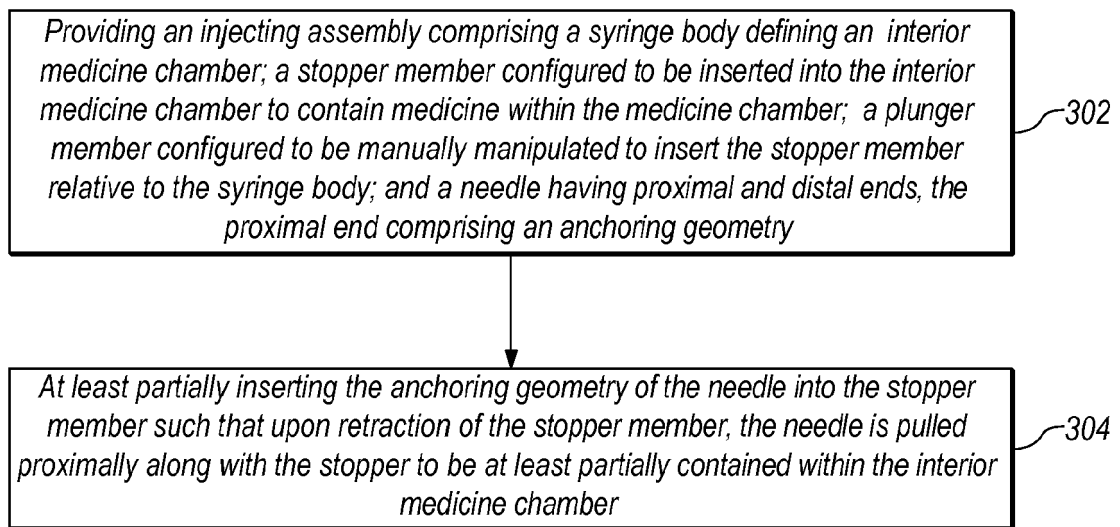 Providing an injecting assembly comprising a syringe body defining an interior
medicine chamber; a stopper member configured to be inserted into the interior
medicine chamber to contain medicine within the medicine chamber; a plunger
member configured to be manually manipulated to insert the stopper member
relative to the syringe body; and a needle having proximal and distal ends, the
proximal end comprising an anchoring geometry
302
At least partially inserting the anchoring geometry of the needle into the stopper
member such that upon retraction of the stopper member, the needle is pulled
proximally along with the stopper to be at least partially contained within the interior
medicine chamber
304